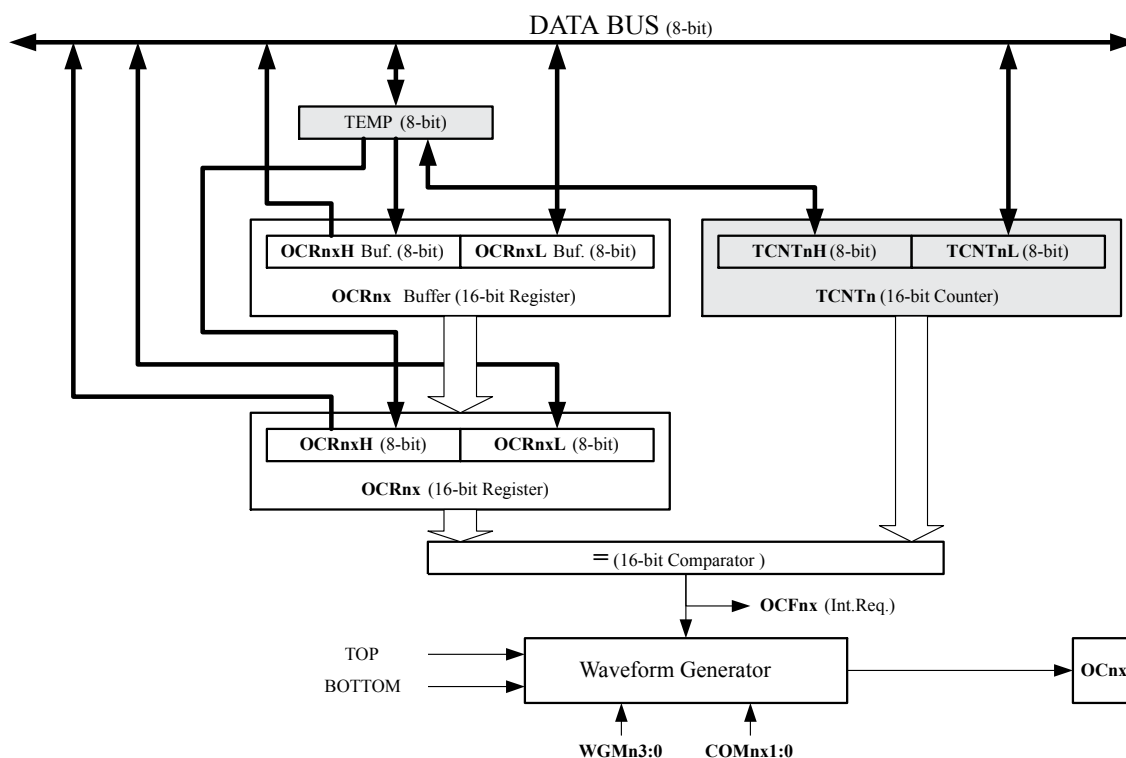 DATA BUS (8-bit)
TEMP (8-bit)
OCRnxH Buf. (8-bit)
OCRnxL Buf. (8-bit)
TCNTnH (8-bit)
TCNTnL (8-bit)
OCRnx Buffer (16-bit Register)
TCNTn (16-bit Counter)
OCRnxH (8-bit)
OCRnxL (8-bit)
OCRnx (16-bit Register)
= (16-bit Comparator )
OCFnx (Int.Req.)
TOP
BOTTOM
Waveform Generator
OCnx
WGMn3:0
COMnx1:0